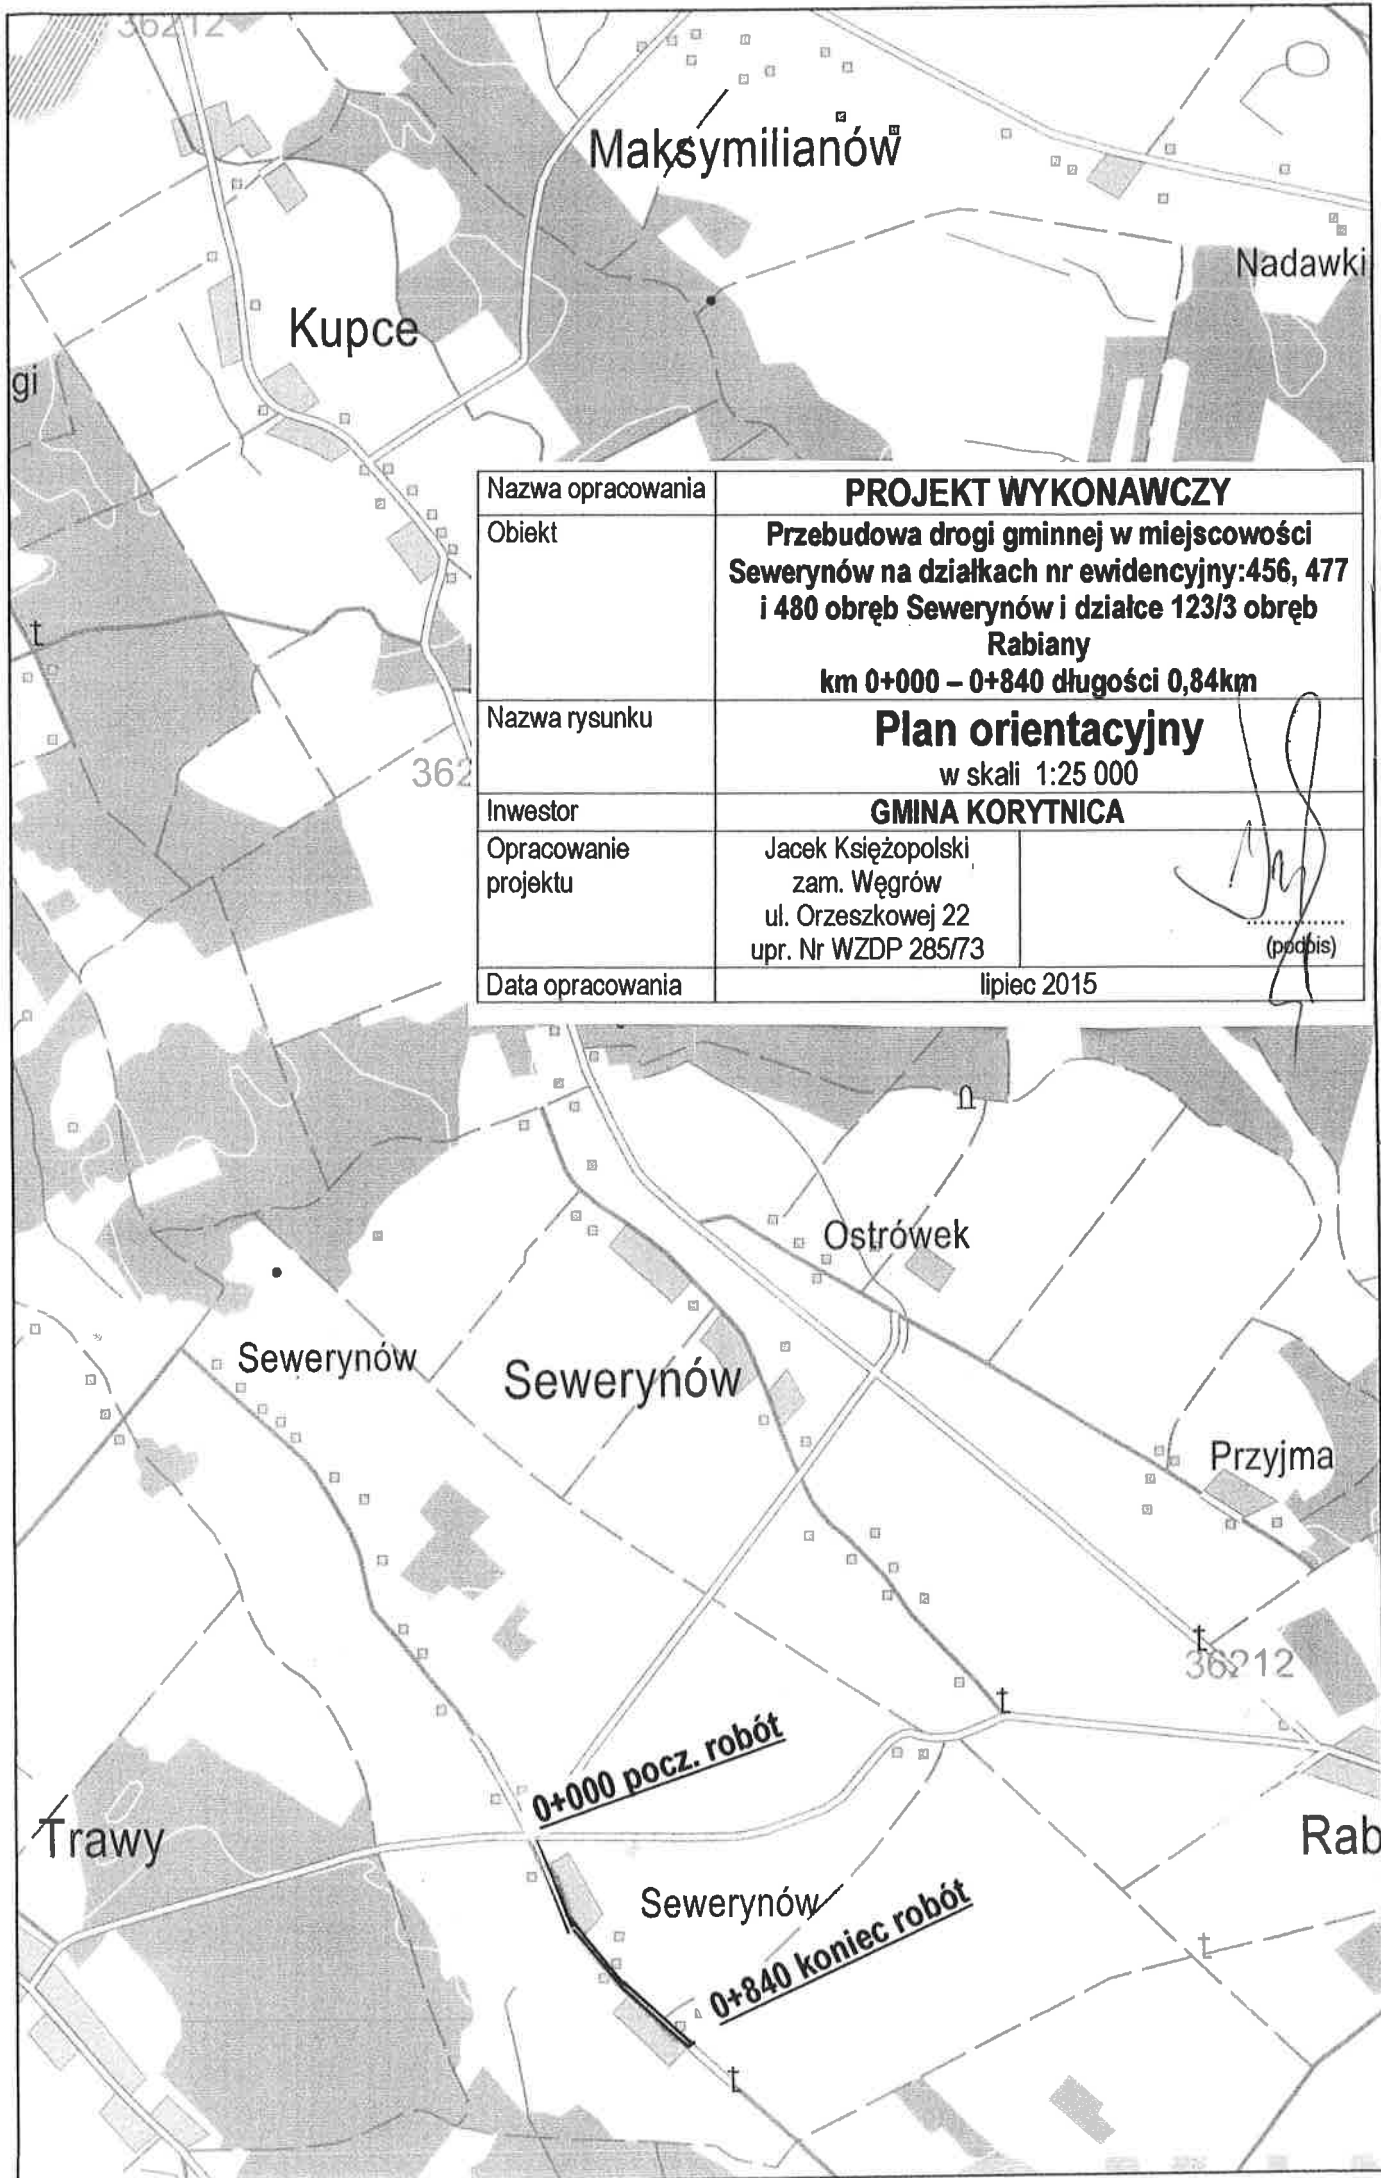 36212
Maksymilianów
Nadawki
Kupce
gi
t
362
Nazwa opracowania
PROJEKT WYKONAWCZY
Obiekt
Przebudowa drogi gminnej w miejscowości
Sewerynów na działkach nr ewidencyjny:456, 477
i 480 obręb Sewerynów i działce 123/3 obręb
Rabiany
km 0+000 – 0+840 długości 0,84km
Nazwa rysunku
Plan orientacyjny
w skali 1:25 000
Inwestor
GMINA KORYTNICA
Opracowanie
projektu
Jacek Księżopolski
zam. Węgrów
ul. Orzeszkowej 22
upr. Nr WZDP 285/73
(podpis)
Data opracowania
lipiec 2015
Ostrówek
Sewerynów
Sewerynów
Przyjma
36212
0+000 pocz. robót
Trawy
Rab
Sewerynów
0+840 koniec robót